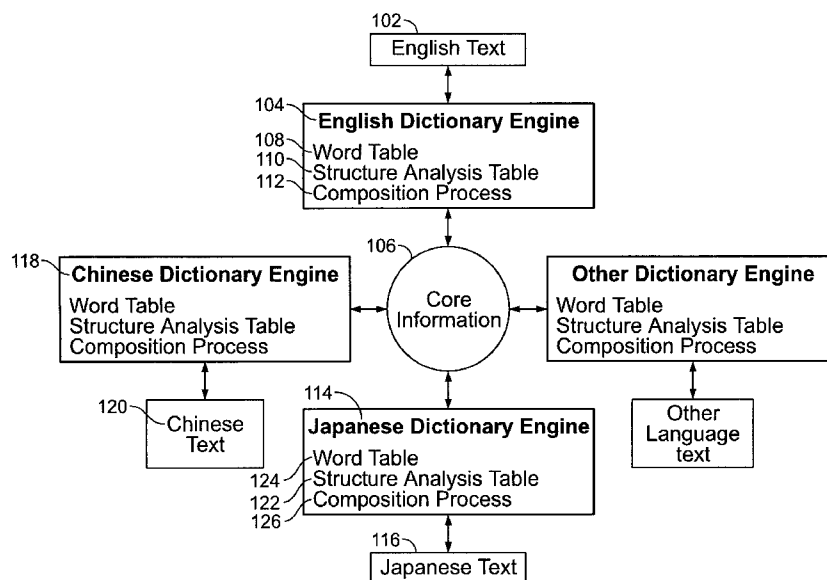 102
English Text
104
English Dictionary Engine
108 Word Table
110 Structure Analysis Table
112 Composition Process
106
Core
Information
118
Chinese Dictionary Engine
Word Table
Structure Analysis Table
Composition Process
120
Chinese
Text
Other Dictionary Engine
Word Table
Structure Analysis Table
Composition Process
Other
Language
text
114
Japanese Dictionary Engine
124 Word Table
122 Structure Analysis Table
126 Composition Process
116
Japanese Text